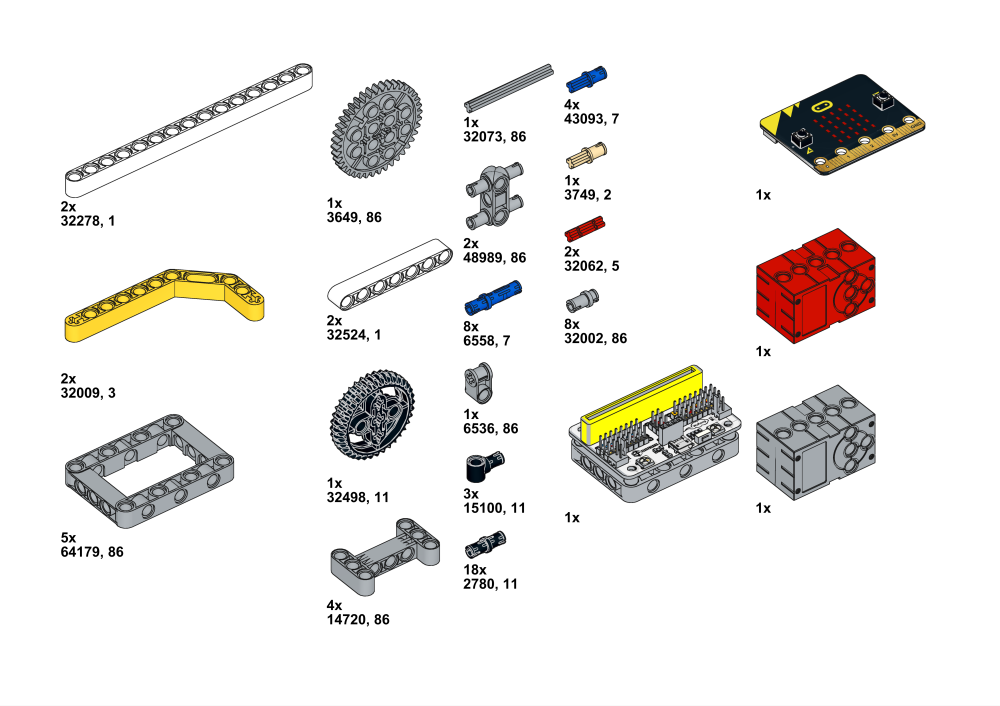 2x
32278, 1
2x
32009, 3
5x
64179, 86
1x
3649, 86
2x
32524, 1
1x
32498, 11
4x
14720, 86
1x
32073, 86
2x
48989, 86
8x
6558, 7
1x
6536, 86
3x
15100, 11
18x
2780, 11
4x
43093, 7
1x
3749, 2
2x
32062, 5
8x
32002, 86
1x
1x
1x
1x